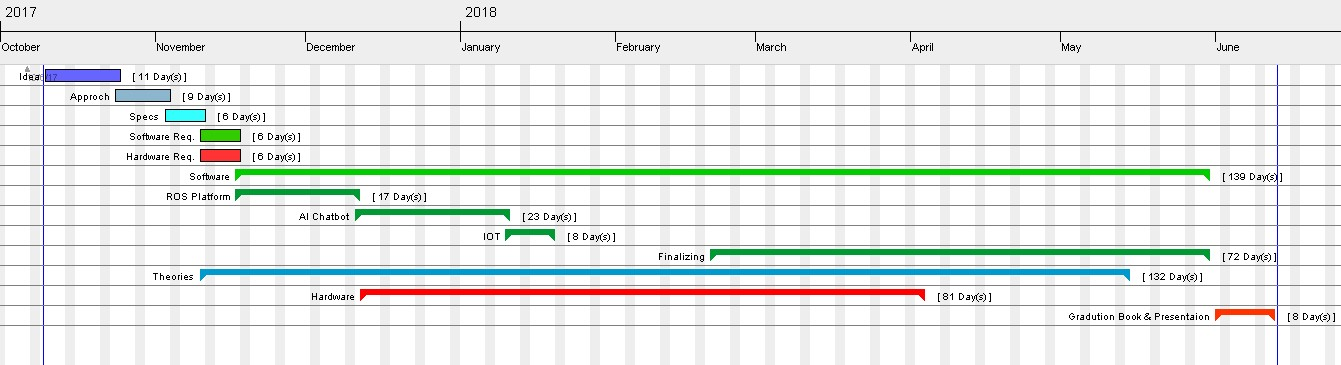 2017 2018
October November December January February March April May June
Idea [ 11 Day(s) ]
Approch [ 9 Day(s) ]
Specs [ 6 Day(s) ]
Software Req. [ 6 Day(s) ]
Hardware Req. [ 6 Day(s) ]
Software [ 139 Day(s) ]
ROS Platform [ 17 Day(s) ]
AI Chatbot [ 23 Day(s) ]
IOT [ 8 Day(s) ]
Finalizing [ 72 Day(s) ]
Theories [ 132 Day(s) ]
Hardware [ 81 Day(s) ]
Gradution Book & Presentaion [ 8 Day(s) ]